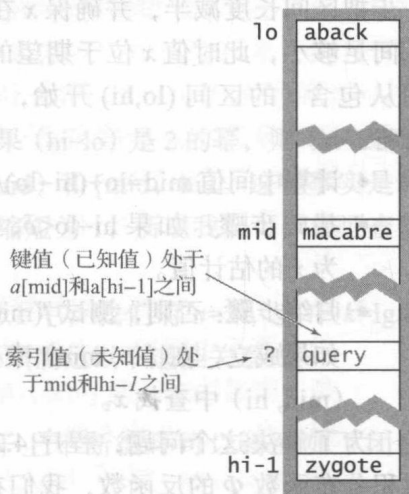 lo aback
mid macabre
键值（已知值）处于
a[mid]和a[hi−1]之间
索引值（未知值）处
于mid和hi−1之间
? query
hi-1 zygote